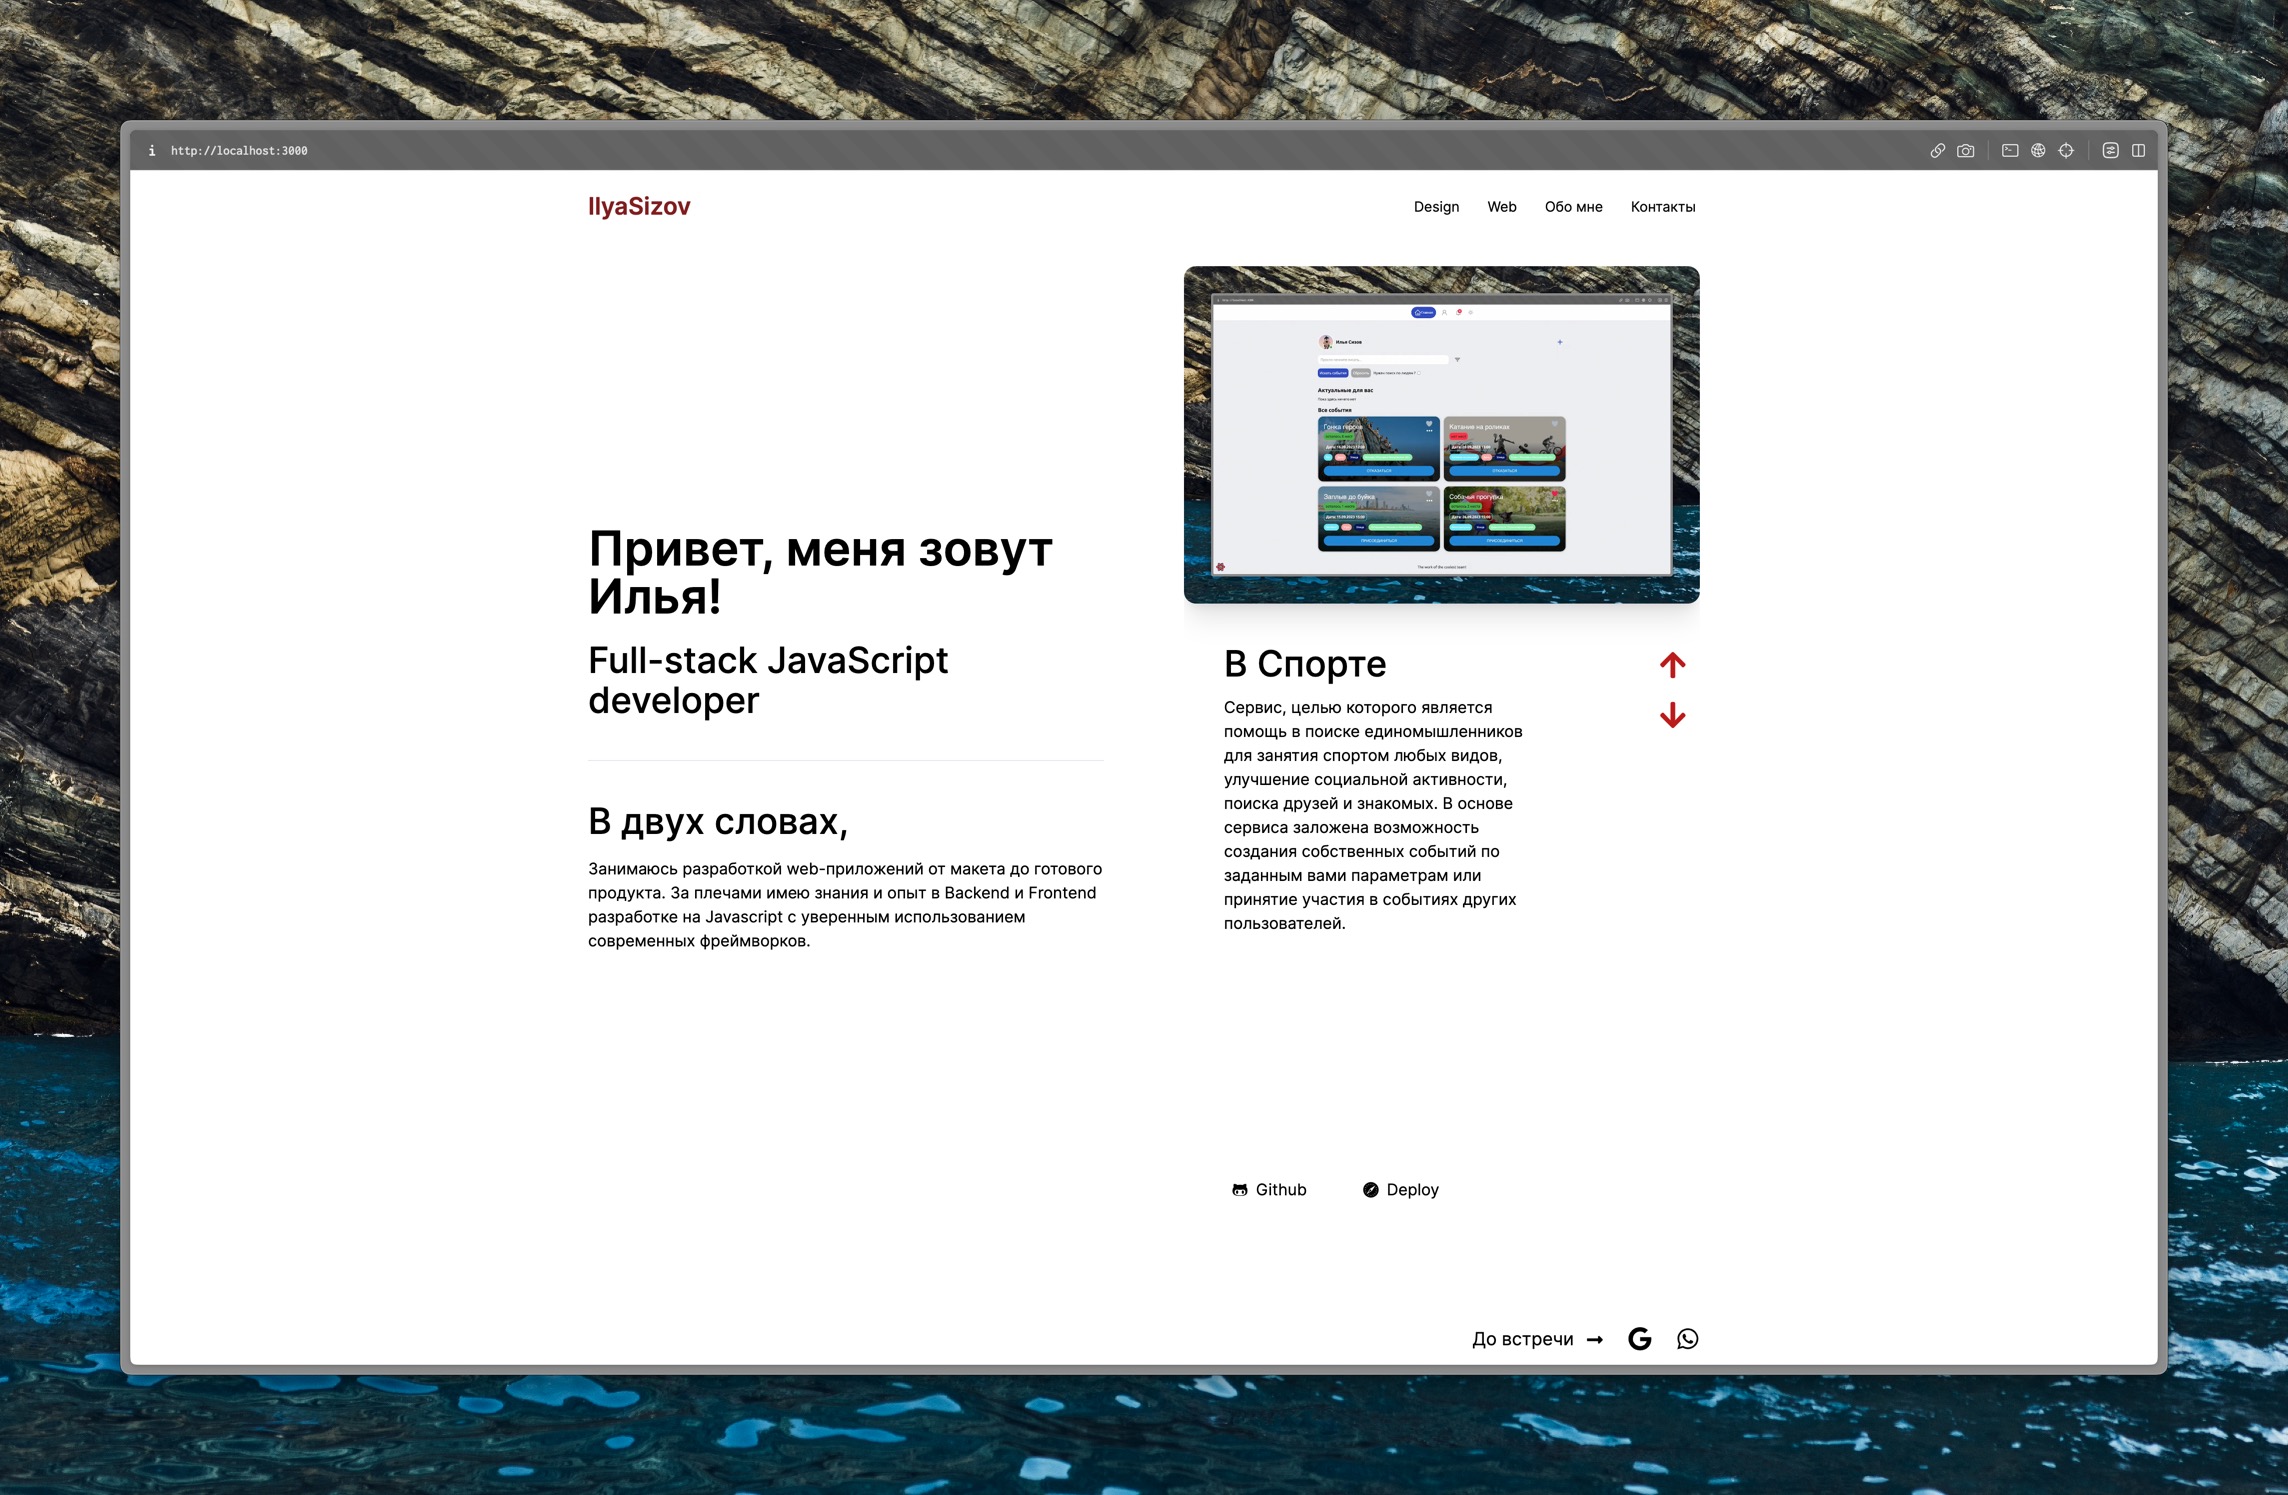 http://localhost:3000
IlyaSizov
Design Web Обо мне Контакты
Привет, меня зовут
Илья!
Full-stack JavaScript
developer
В двух словах,
Занимаюсь разработкой web-приложений от макета до готового
продукта. За плечами имею знания и опыт в Backend и Frontend
разработке на Javascript с уверенным использованием
современных фреймворков.
Илья Сизов
Актуальные для вас
Все события
Гонка героев
Катание на роликах
ОТКАЗАТЬСЯ
ОТКАЗАТЬСЯ
Заплыв до буйка
Собачья прогулка
ПРИСОЕДИНИТЬСЯ
ПРИСОЕДИНИТЬСЯ
В Спорте
Сервис, целью которого является
помощь в поиске единомышленников
для занятия спортом любых видов,
улучшение социальной активности,
поиска друзей и знакомых. В основе
сервиса заложена возможность
создания собственных событий по
заданным вами параметрам или
принятие участия в событиях других
пользователей.
Github Deploy
До встречи